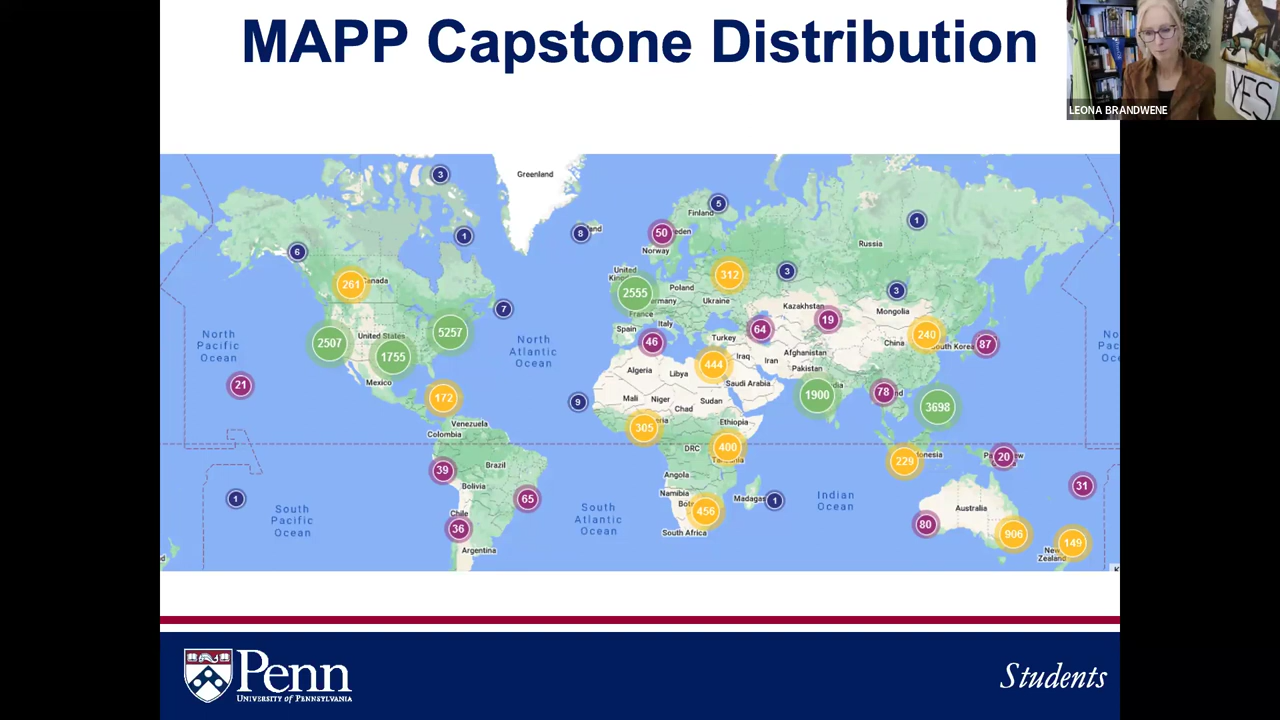 MAPP Capstone Distribution
LEONA BRANDWENE
YES
Greenland
3
Finland
5
1
8
50
Norway
Russia
6
1
261
United
312
3
2555
Poland
Ukraine
3
Kazakhstan
Mongolia
France
7
2507
United States
5257
1755
North
Pacific
Ocean
North
Atlantic
Ocean
Spain
Italy
46
Turkey
64
19
240
China
South Korea
87
Mexico
Algeria
Libya
444
Iraq
Iran
Afghanistan
Pakistan
Saudi Arabia
21
172
9
Mali
Niger
Chad
Sudan
1900
78
3698
Venezuela
Colombia
305
Ethiopia
DRC
400
Tanzania
229
20
39
Brazil
Angola
Bolivia
65
Namibia
456
1
Indian
Ocean
31
1
South
Pacific
Ocean
Chile
36
South
Atlantic
Ocean
South Africa
Australia
80
906
149
New
Zealand
Argentina
Penn
UNIVERSITY of PENNSYLVANIA
Students